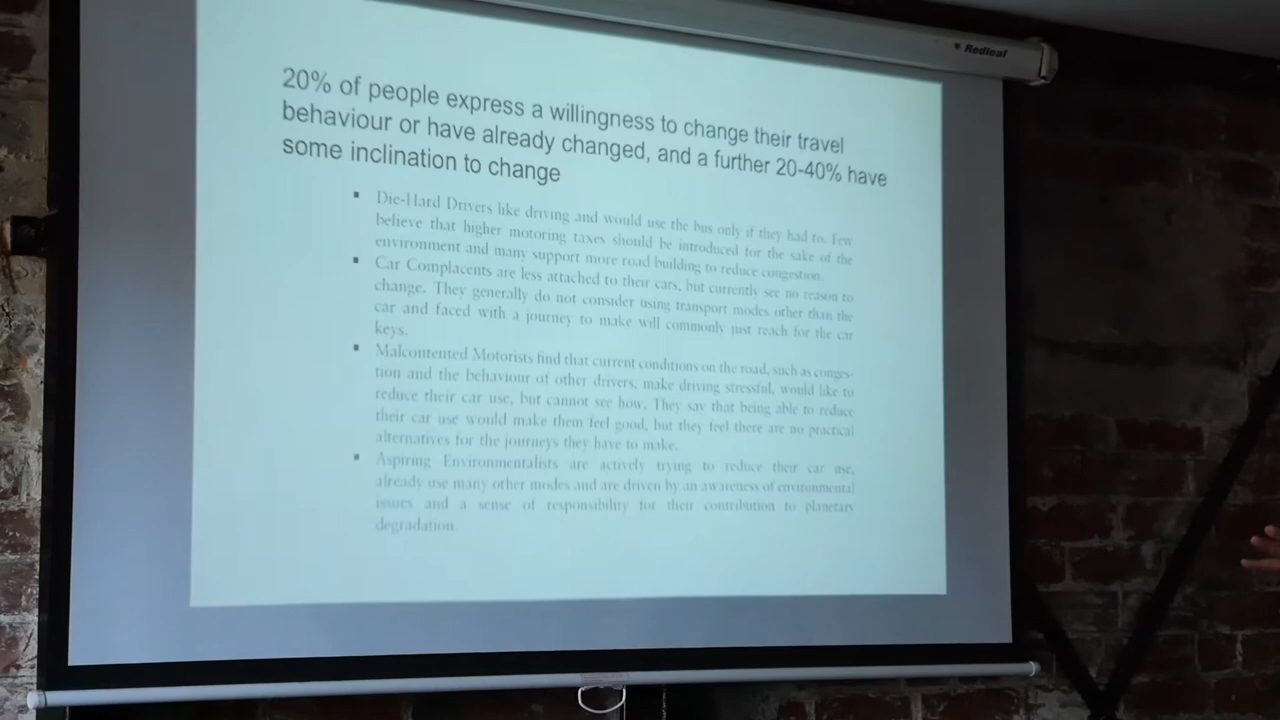 Redleaf
20% of people express a willingness to change their travel
behaviour or have already changed, and a further 20-40% have
some inclination to change
▪ Die-Hard Drivers like driving and would use the bus only if they had to. Few
believe that higher motoring taxes should be introduced for the sake of the
environment and many support more road building to reduce congestion.
▪ Car Complacents are less attached to their cars, but currently see no reason to
change. They generally do not consider using transport modes other than the
car and faced with a journey to make will commonly just reach for the car
keys.
▪ Malcontented Motorists find that current conditions on the road, such as conges-
tion and the behaviour of other drivers, make driving stressful, would like to
reduce their car use, but cannot see how. They say that being able to reduce
their car use would make them feel good, but they feel there are no practical
alternatives for the journeys they have to make.
▪ Aspiring Environmentalists are actively trying to reduce their car use,
already use many other modes and are driven by an awareness of environmental
issues and a sense of responsibility for their contribution to planetary
degradation.